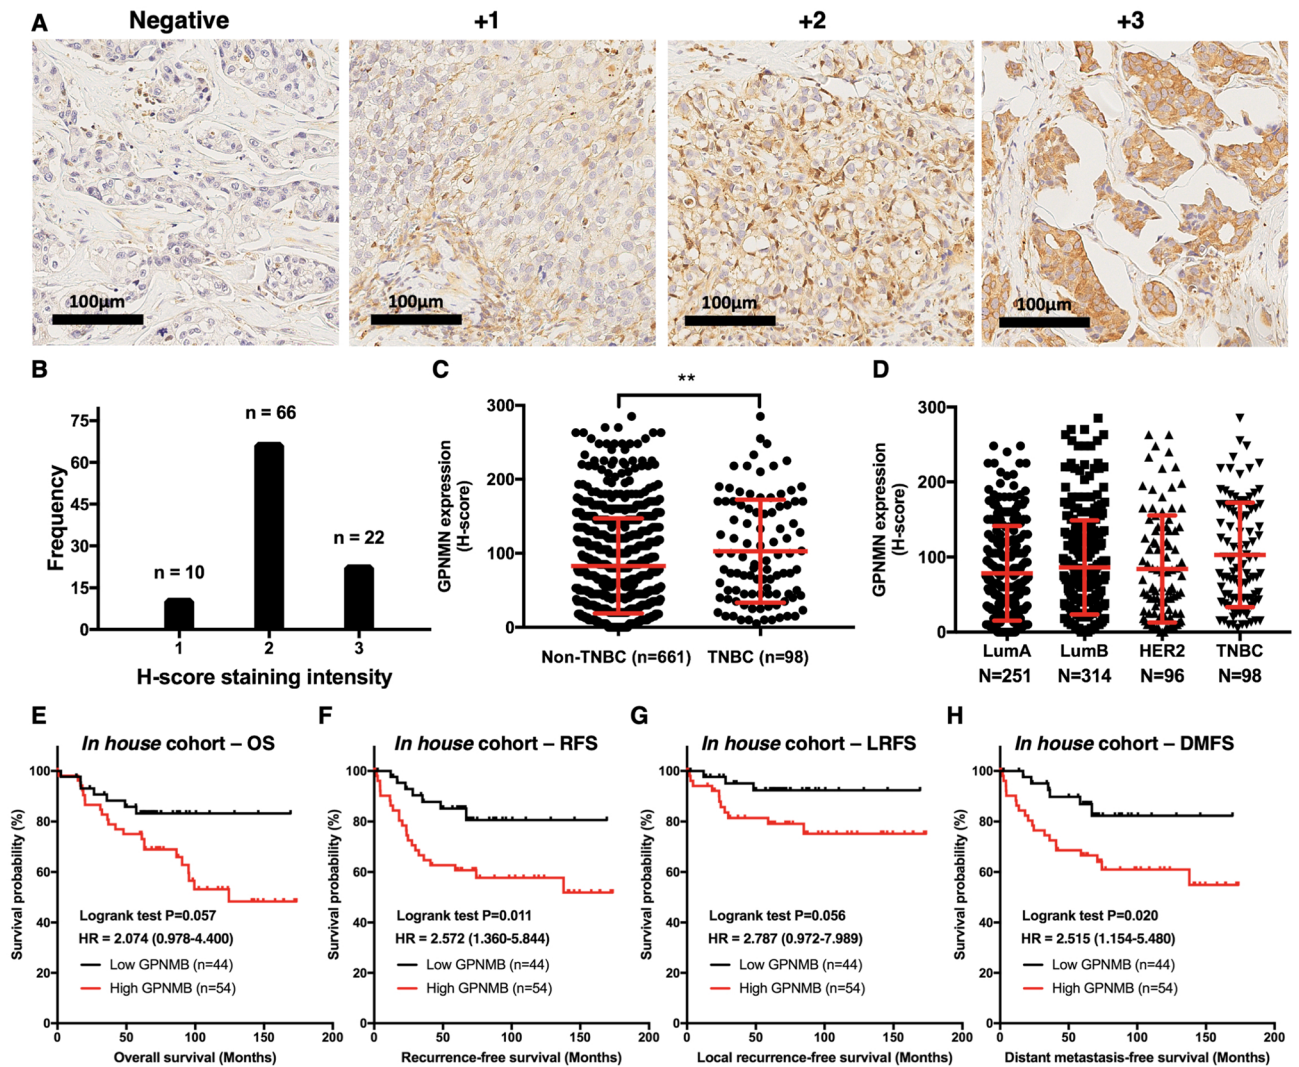 A
Negative
+1
+2
+3
100μm
100μm
100μm
100μm
B
Frequency
75
60
45
30
15
0
n = 10
n = 66
n = 22
1
2
3
H-score staining intensity
C
GPNMN expression
(H-score)
300
200
100
0
**
Non-TNBC (n=661)
TNBC (n=98)
D
GPNMN expression
(H-score)
300
200
100
0
LumA
LumB
HER2
TNBC
N=251
N=314
N=96
N=98
E
In house cohort – OS
Survival probability (%)
100
80
60
40
20
0
Logrank test P=0.057
HR = 2.074 (0.978-4.400)
Low GPNMB (n=44)
High GPNMB (n=54)
0
50
100
150
200
Overall survival (Months)
F
In house cohort – RFS
Survival probability (%)
100
80
60
40
20
0
Logrank test P=0.011
HR = 2.572 (1.360-5.844)
Low GPNMB (n=44)
High GPNMB (n=54)
0
50
100
150
200
Recurrence-free survival (Months)
G
In house cohort – LRFS
Survival probability (%)
100
80
60
40
20
0
Logrank test P=0.056
HR = 2.787 (0.972-7.989)
Low GPNMB (n=44)
High GPNMB (n=54)
0
50
100
150
200
Local recurrence-free survival (Months)
H
In house cohort – DMFS
Survival probability (%)
100
80
60
40
20
0
Logrank test P=0.020
HR = 2.515 (1.154-5.480)
Low GPNMB (n=44)
High GPNMB (n=54)
0
50
100
150
200
Distant metastasis-free survival (Months)